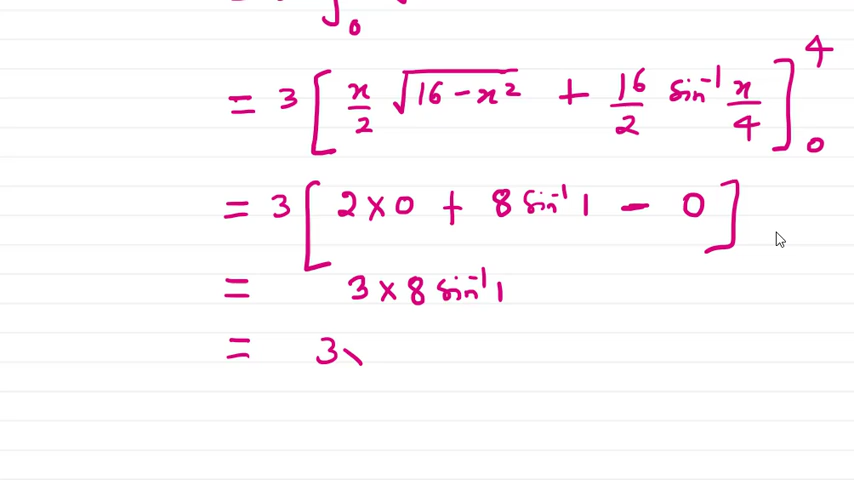 0
= 3 [ x/2 √(16 - x²) + 16/2 sin⁻¹ x/4 ]₀⁴
= 3 [ 2 × 0 + 8 sin⁻¹ 1 - 0 ]
= 3 × 8 sin⁻¹ 1
= 3